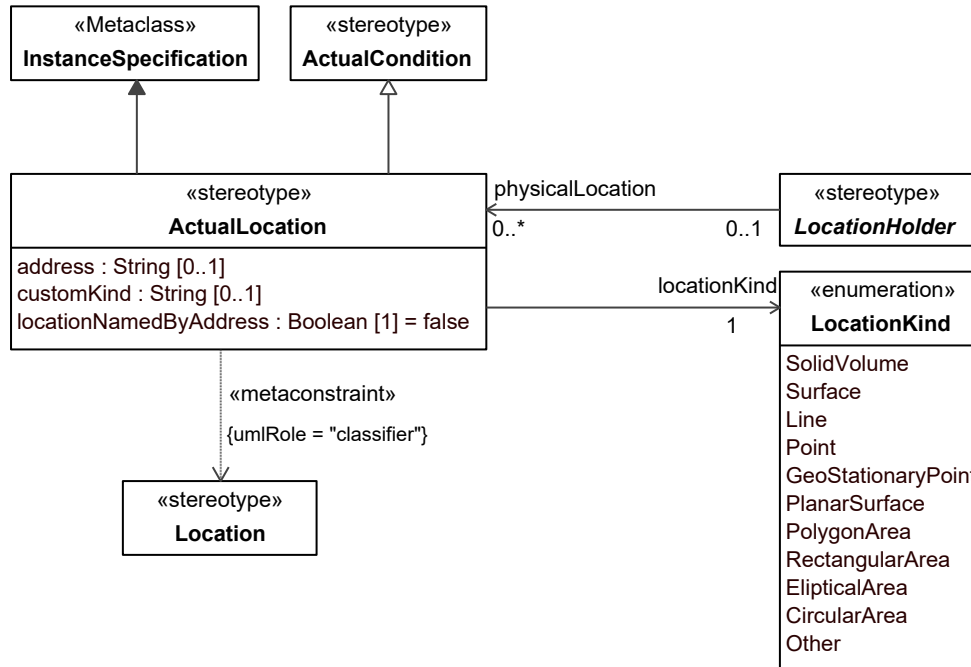 «Metaclass»
InstanceSpecification
«stereotype»
ActualCondition
«stereotype»
ActualLocation
address : String [0..1]
customKind : String [0..1]
locationNamedByAddress : Boolean [1] = false
physicalLocation
0..*
0..1
«stereotype»
LocationHolder
locationKind
1
«enumeration»
LocationKind
SolidVolume
Surface
Line
Point
GeoStationaryPoint
PlanarSurface
PolygonArea
RectangularArea
ElipticalArea
CircularArea
Other
«metaconstraint»
{umlRole = "classifier"}
«stereotype»
Location